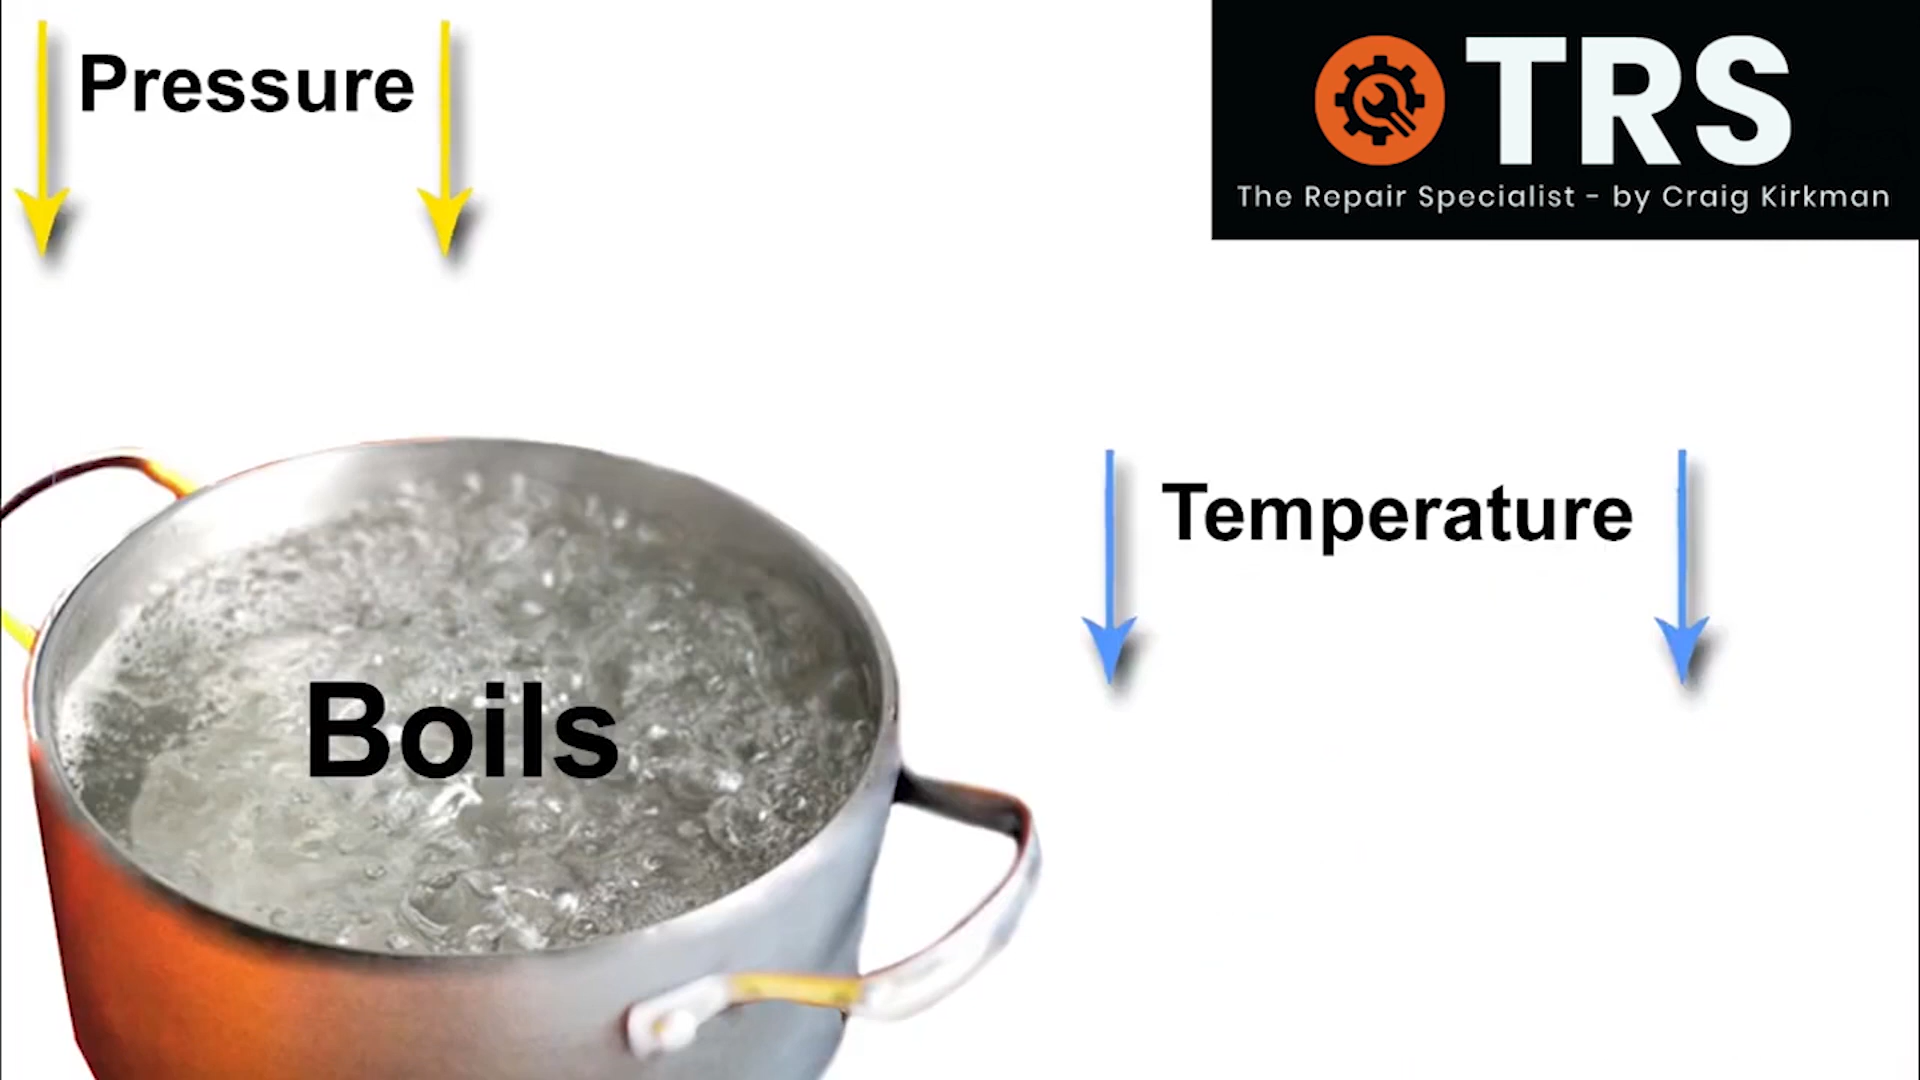 Pressure
TRS
The Repair Specialist - by Craig Kirkman
Temperature
Boils